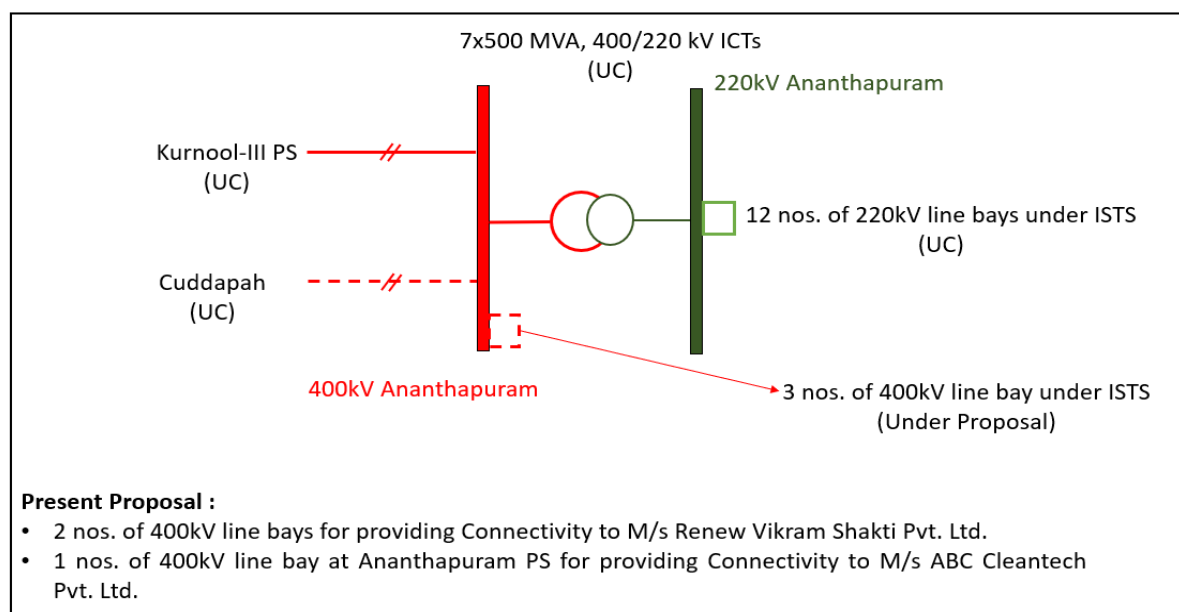 7x500 MVA, 400/220 kV ICTs
(UC)
220kV Ananthapuram
Kurnool-III PS
(UC)
12 nos. of 220kV line bays under ISTS
(UC)
Cuddapah
(UC)
400kV Ananthapuram
3 nos. of 400kV line bay under ISTS
(Under Proposal)
Present Proposal :
• 2 nos. of 400kV line bays for providing Connectivity to M/s Renew Vikram Shakti Pvt. Ltd.
• 1 nos. of 400kV line bay at Ananthapuram PS for providing Connectivity to M/s ABC Cleantech
Pvt. Ltd.